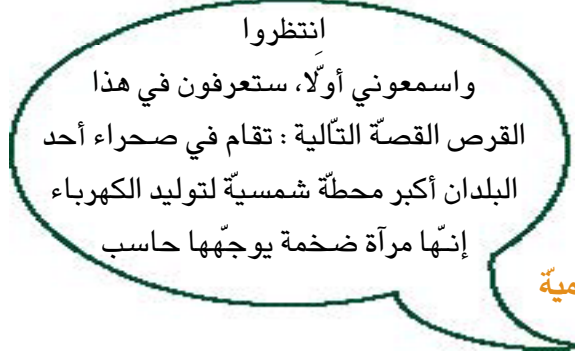 اِنتظروا
واسمعوني أوّلا، ستعرفون في هذا
القرص القصّة التّالية : تقام في صحراء أحد
البلدان أكبر محطّة شمسيّة لتوليد الكهرباء
إنّها مرآة ضخمة يوجّهها حاسب